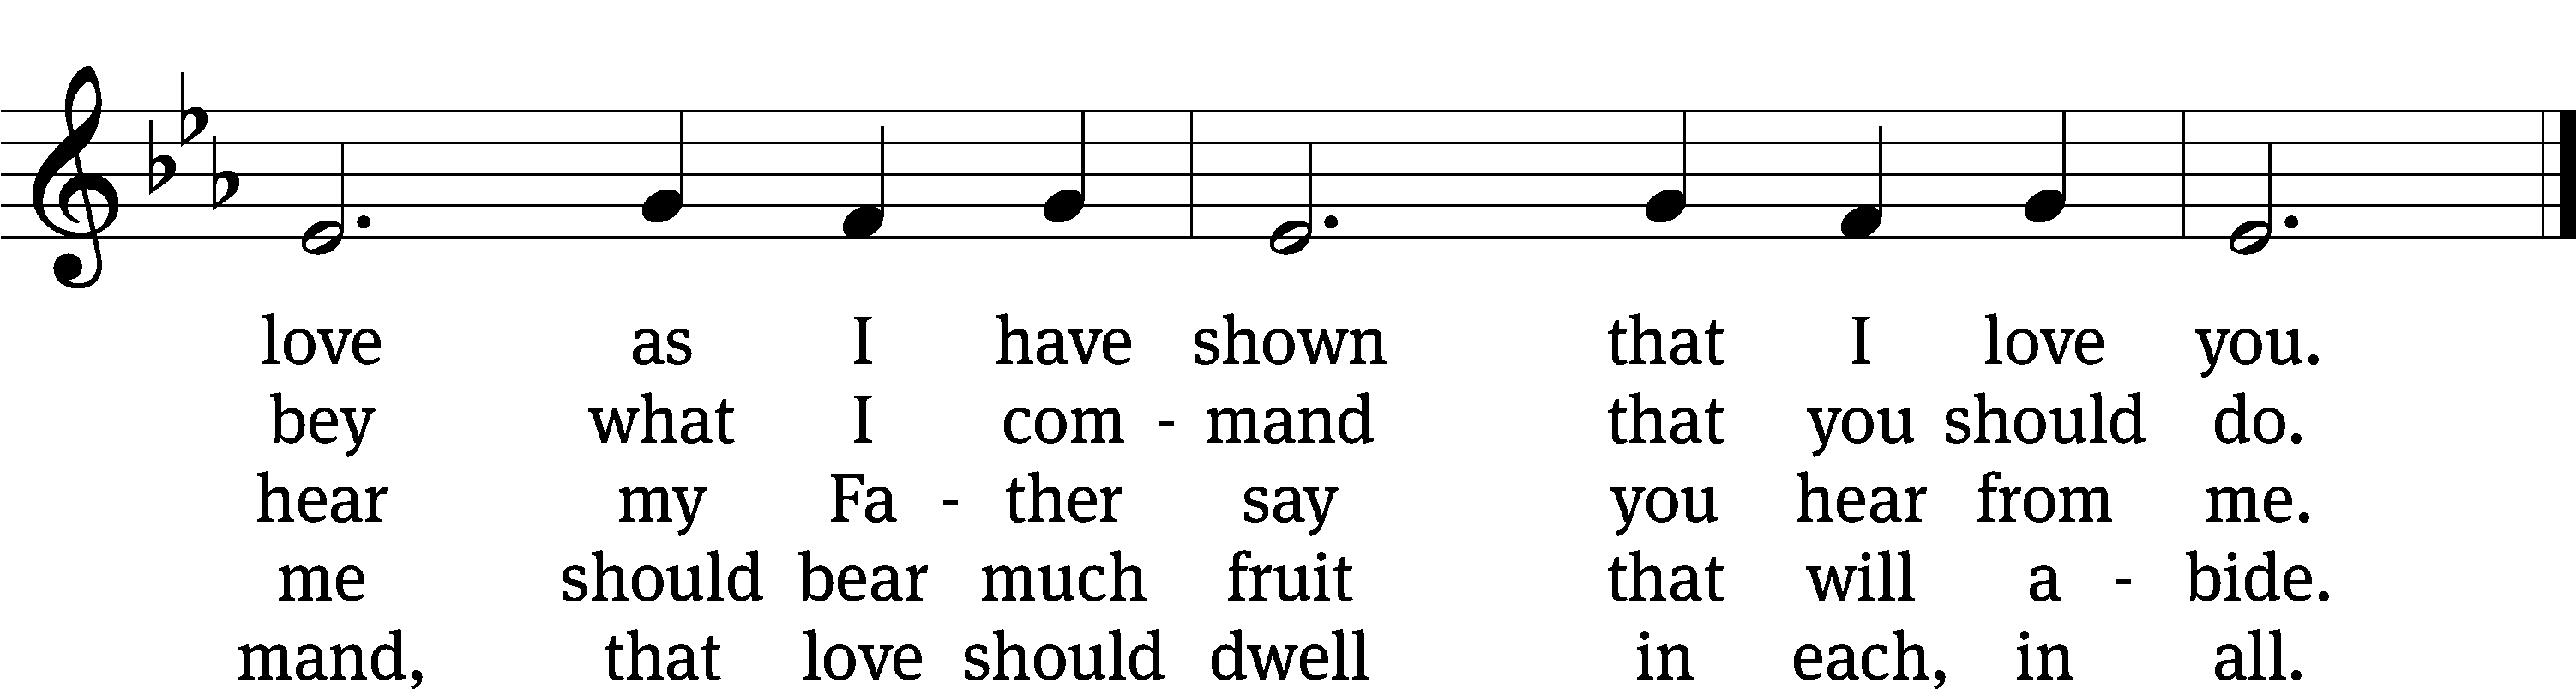 love as I have shown that I love you.
bey what I com - mand that you should do.
hear my Fa - ther say you hear from me.
me should bear much fruit that will a - bide.
mand, that love should dwell in each, in all.